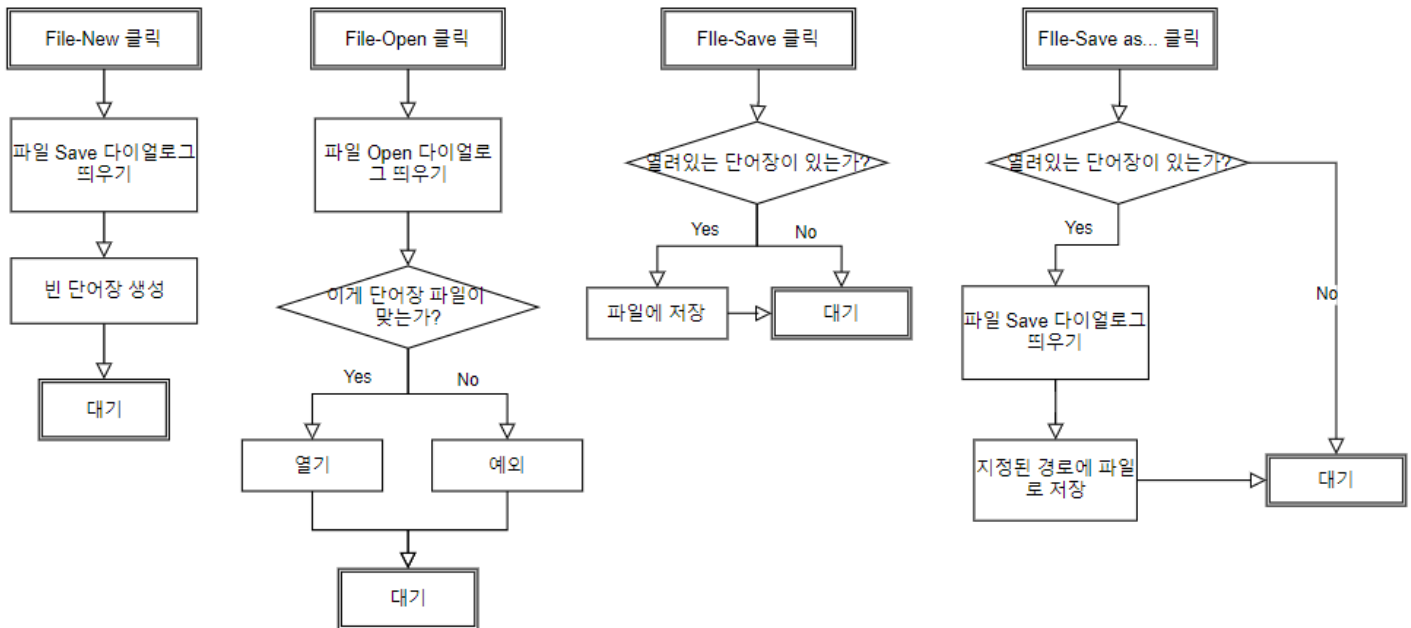 File-New 클릭
파일 Save 다이얼로그
띄우기
빈 단어장 생성
대기
File-Open 클릭
파일 Open 다이얼로
그 띄우기
이게 단어장 파일이
맞는가?
Yes
No
열기
예외
대기
FIle-Save 클릭
열려있는 단어장이 있는가?
Yes
No
파일에 저장
대기
FIle-Save as... 클릭
열려있는 단어장이 있는가?
Yes
No
파일 Save 다이얼로그
띄우기
지정된 경로에 파일
로 저장
대기